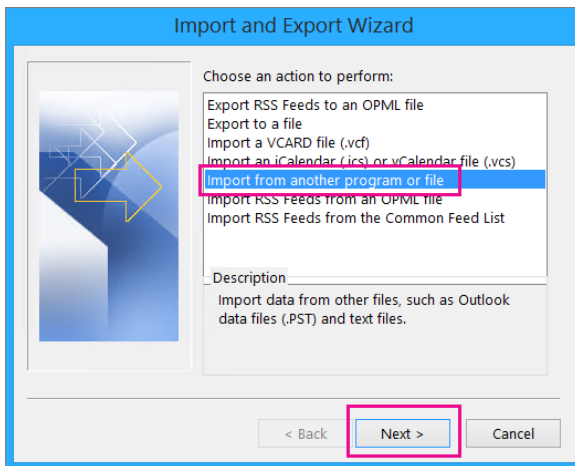 Import and Export Wizard
Choose an action to perform:
Export RSS Feeds to an OPML file
Export to a file
Import a VCARD file (.vcf)
Import an iCalendar (.ics) or vCalendar file (.vcs)
Import from another program or file
Import RSS Feeds from an OPML file
Import RSS Feeds from the Common Feed List
Description
Import data from other files, such as Outlook
data files (.PST) and text files.
< Back Next > Cancel